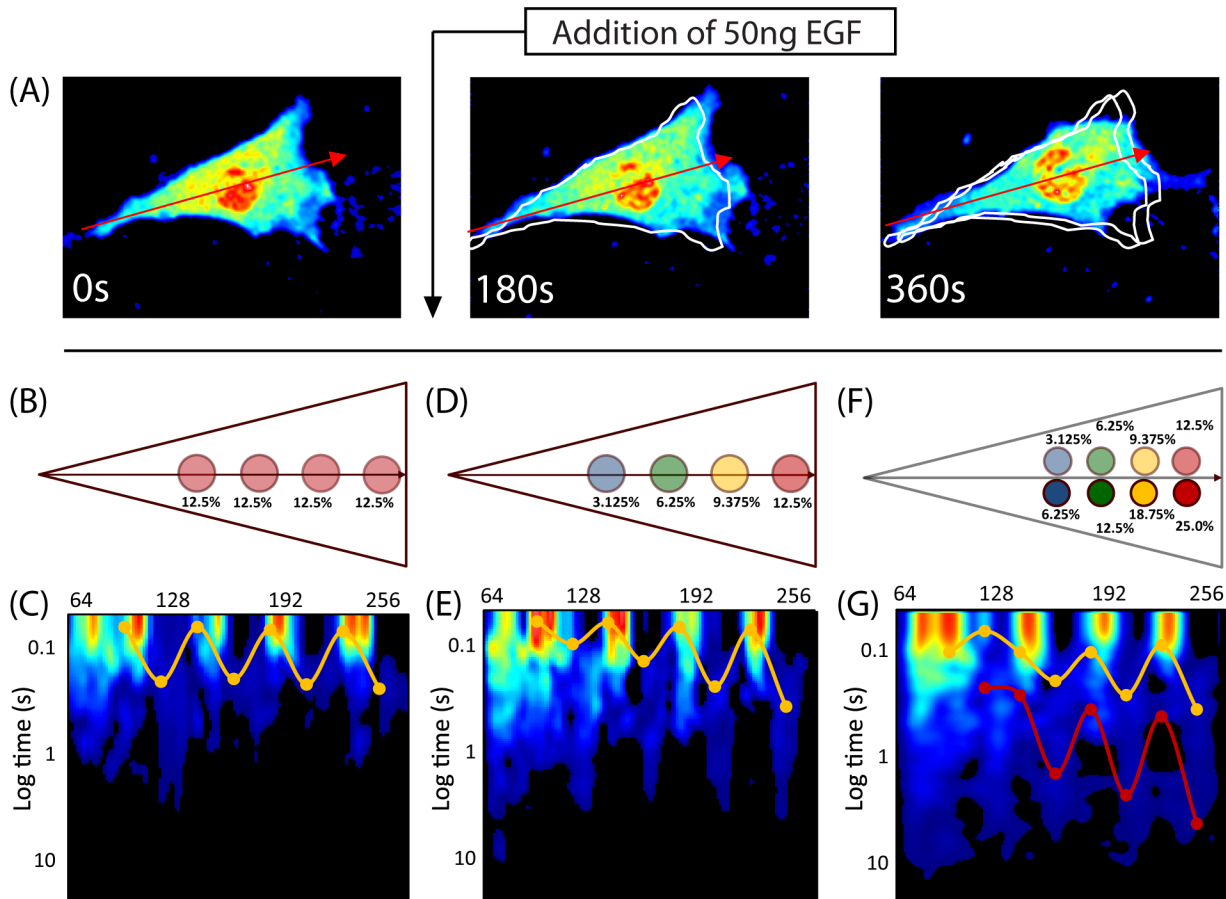 Addition of 50ng EGF
(A)
0s
180s
360s
(B)
(D)
(F)
12.5%
12.5%
12.5%
12.5%
3.125%
6.25%
9.375%
12.5%
3.125%
6.25%
9.375%
12.5%
6.25%
12.5%
18.75%
25.0%
(C)
64
128
192
256
0.1
1
10
Log time (s)
(E)
64
128
192
256
0.1
1
10
Log time (s)
(G)
64
128
192
256
0.1
1
10
Log time (s)